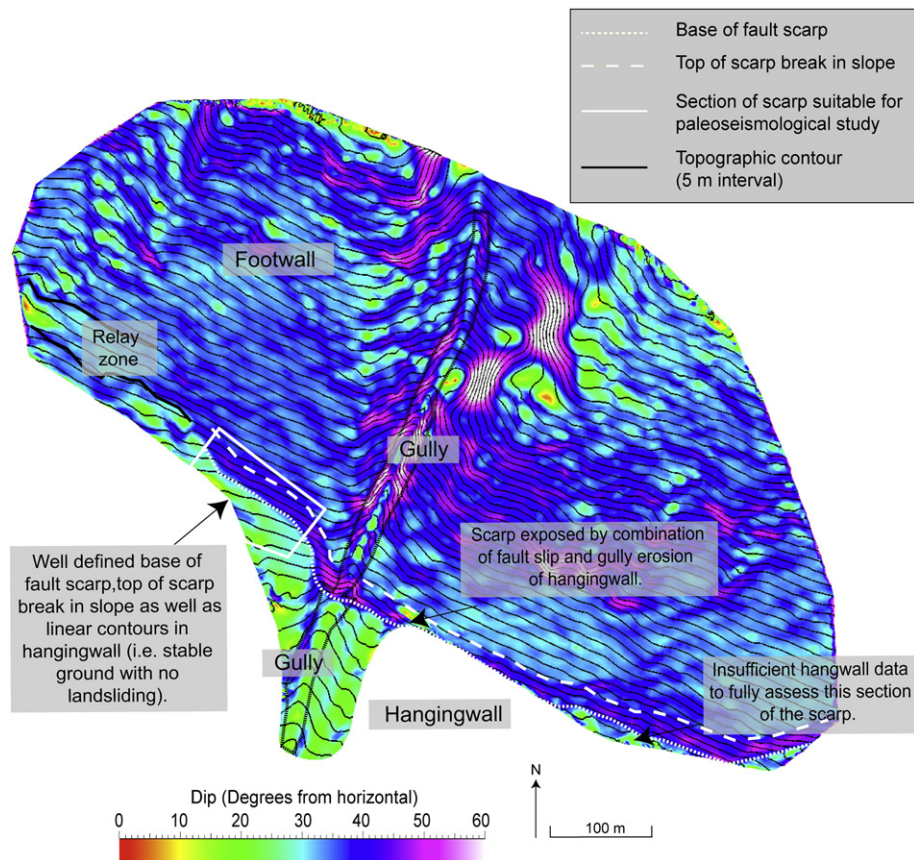 Base of fault scarp
Top of scarp break in slope
Section of scarp suitable for
paleoseismological study
Topographic contour
(5 m interval)
Footwall
Relay
zone
Gully
Scarp exposed by combination
of fault slip and gully erosion
of hangingwall.
Well defined base of
fault scarp,top of scarp
break in slope as well as
linear contours in
hangingwall (i.e. stable
ground with no
landsliding).
Gully
Insufficient hangwall data
to fully assess this section
of the scarp.
Hangingwall
Dip (Degrees from horizontal)
0 10 20 30 40 50 60
N
100 m